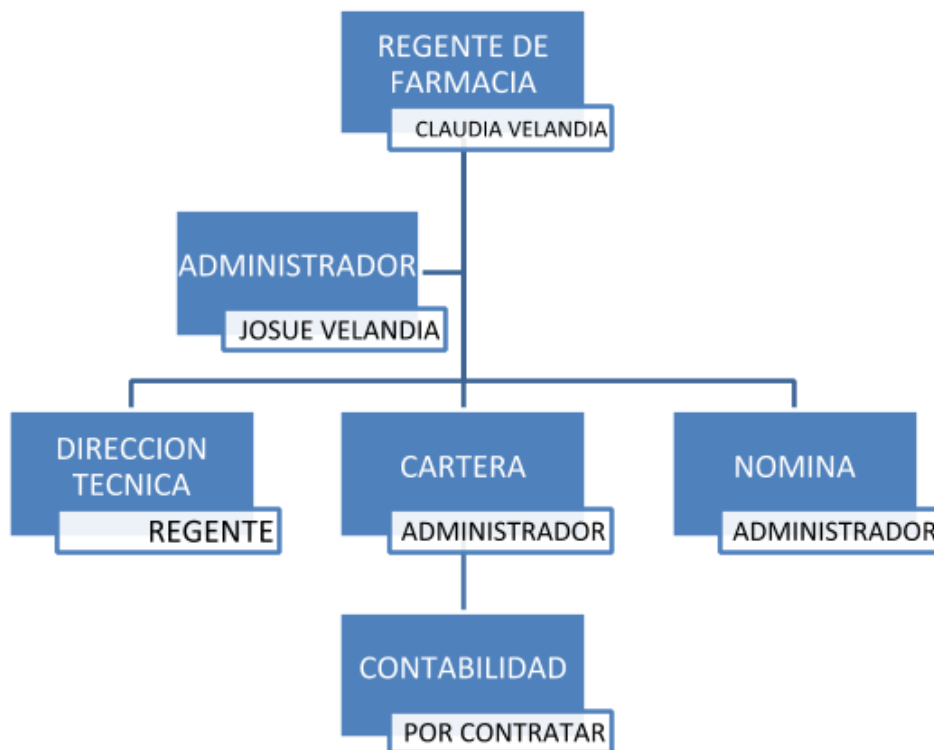 REGENTE DE
FARMACIA
CLAUDIA VELANDIA
ADMINISTRADOR
JOSUE VELANDIA
DIRECCION
TECNICA
REGENTE
CARTERA
ADMINISTRADOR
NOMINA
ADMINISTRADOR
CONTABILIDAD
POR CONTRATAR